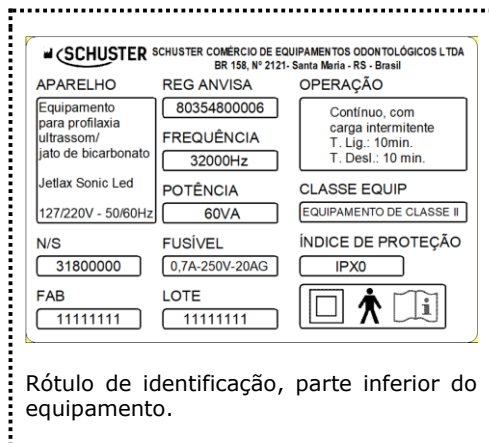 SCHUSTER SCHUSTER COMÉRCIO DE EQUIPAMENTOS ODONTOLÓGICOS LTDA
BR 158, Nº 2121- Santa Maria - RS - Brasil
APARELHO
Equipamento
para profilaxia
ultrassom/
jato de bicarbonato
Jetlax Sonic Led
127/220V - 50/60Hz
N/S
31800000
FAB
11111111
REG ANVISA
80354800006
FREQUÊNCIA
32000Hz
POTÊNCIA
60VA
FUSÍVEL
0,7A-250V-20AG
LOTE
11111111
OPERAÇÃO
Contínuo, com
carga intermitente
T. Lig.: 10min.
T. Desl.: 10 min.
CLASSE EQUIP
EQUIPAMENTO DE CLASSE II
ÍNDICE DE PROTEÇÃO
IPX0
i
Rótulo de identificação, parte inferior do
equipamento.